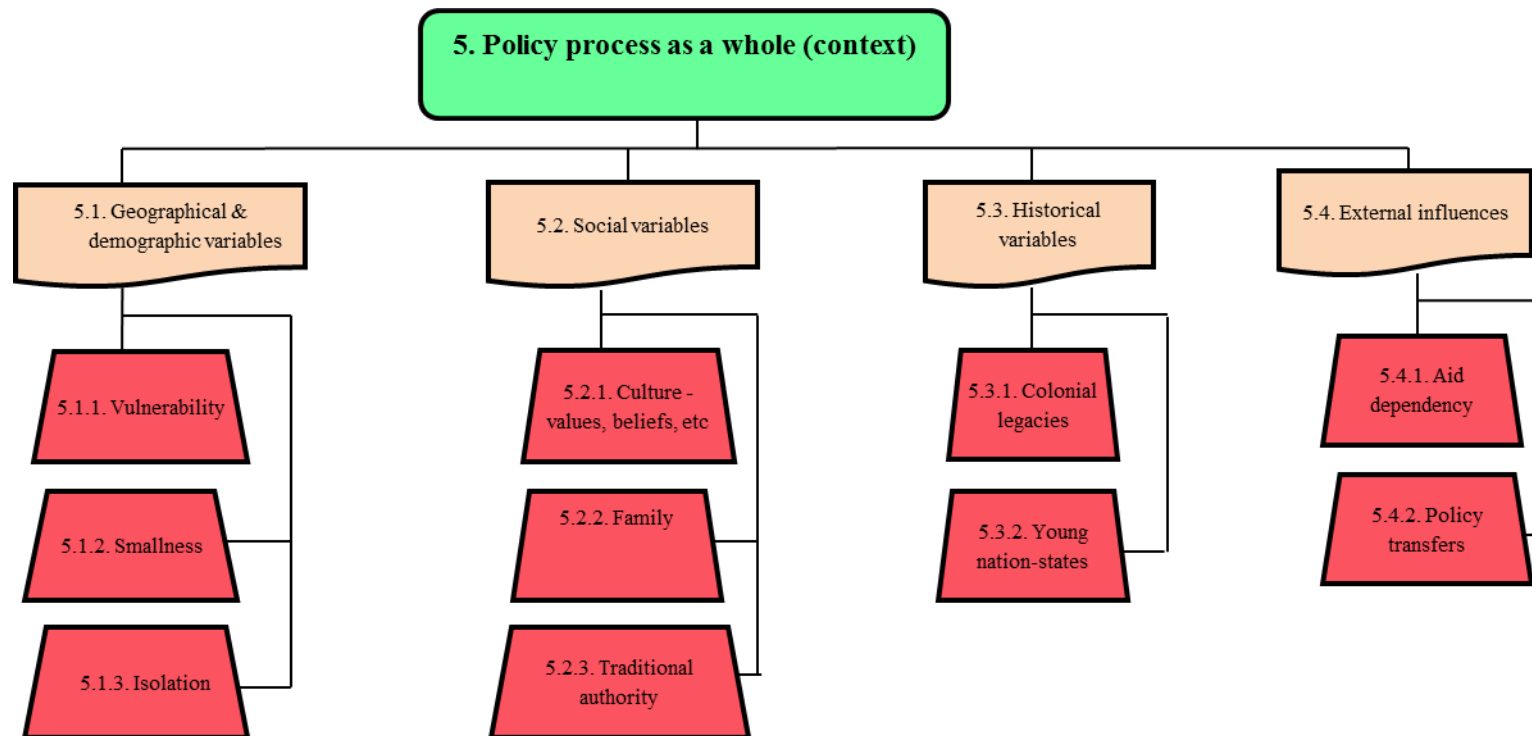 5. Policy process as a whole (context)
5.1. Geographical &
demographic variables
5.2. Social variables
5.3. Historical
variables
5.4. External influences
5.1.1. Vulnerability
5.1.2. Smallness
5.1.3. Isolation
5.2.1. Culture -
values, beliefs, etc
5.2.2. Family
5.2.3. Traditional
authority
5.3.1. Colonial
legacies
5.3.2. Young
nation-states
5.4.1. Aid
dependency
5.4.2. Policy
transfers